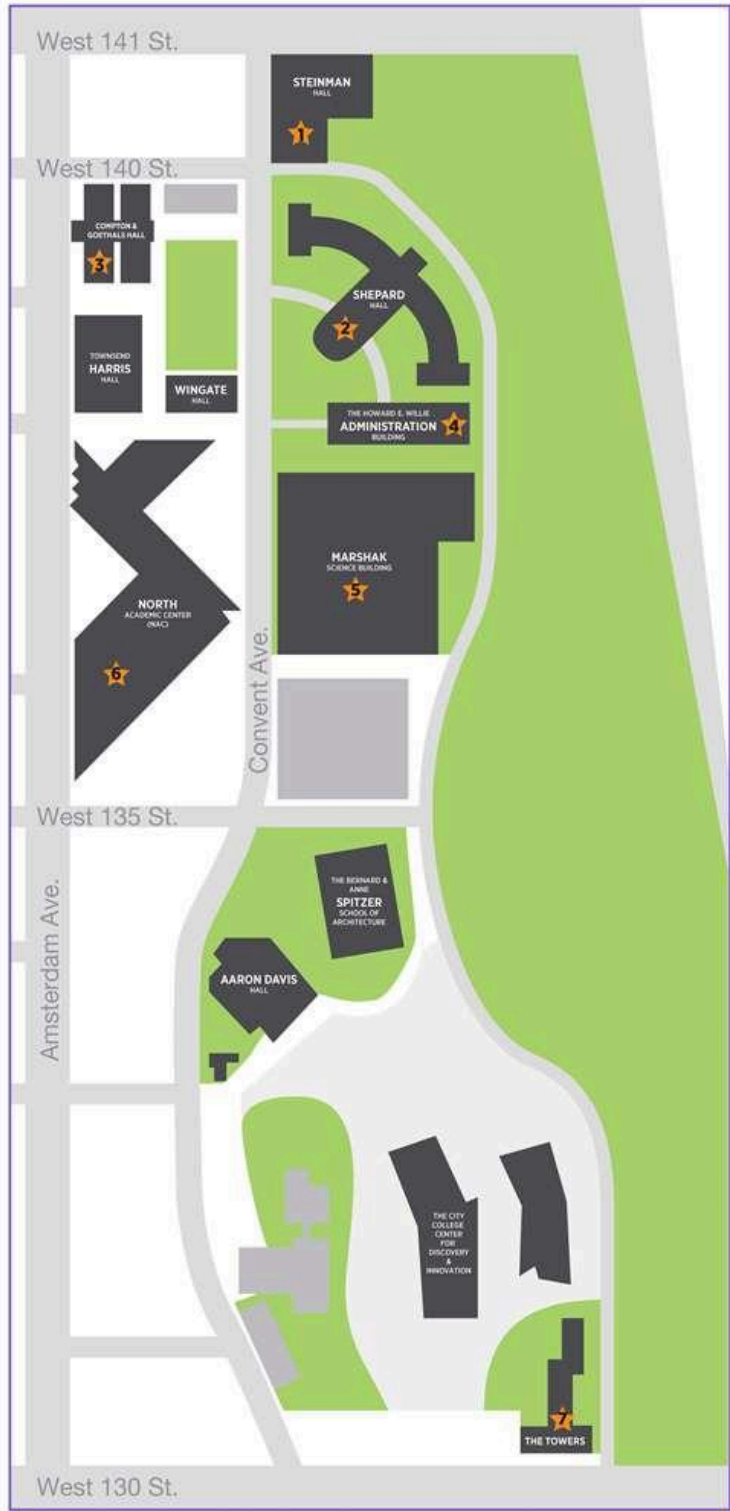 West 141 St.
STEINMAN
HALL
1
West 140 St.
COMPTON &
GOETHALS HALL
3
SHEPARD
HALL
2
TOWNSEND
HARRIS
HALL
WINGATE
HALL
THE HOWARD E. WILLIE
ADMINISTRATION
BUILDING
4
MARSHAK
SCIENCE BUILDING
5
NORTH
ACADEMIC CENTER
(NAC)
6
Convent Ave.
West 135 St.
THE BERNARD &
ANNE
SPITZER
SCHOOL OF
ARCHITECTURE
AARON DAVIS
HALL
Amsterdam Ave.
THE CITY
COLLEGE
CENTER
FOR
DISCOVERY
&
INNOVATION
7
THE TOWERS
West 130 St.